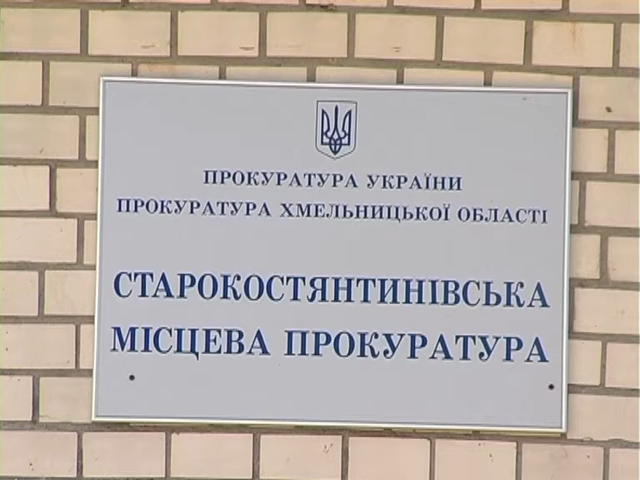 ПРОКУРАТУРА УКРАЇНИ
ПРОКУРАТУРА ХМЕЛЬНИЦЬКОЇ ОБЛАСТІ
СТАРОКОСТЯНТИНІВСЬКА
МІСЦЕВА ПРОКУРАТУРА